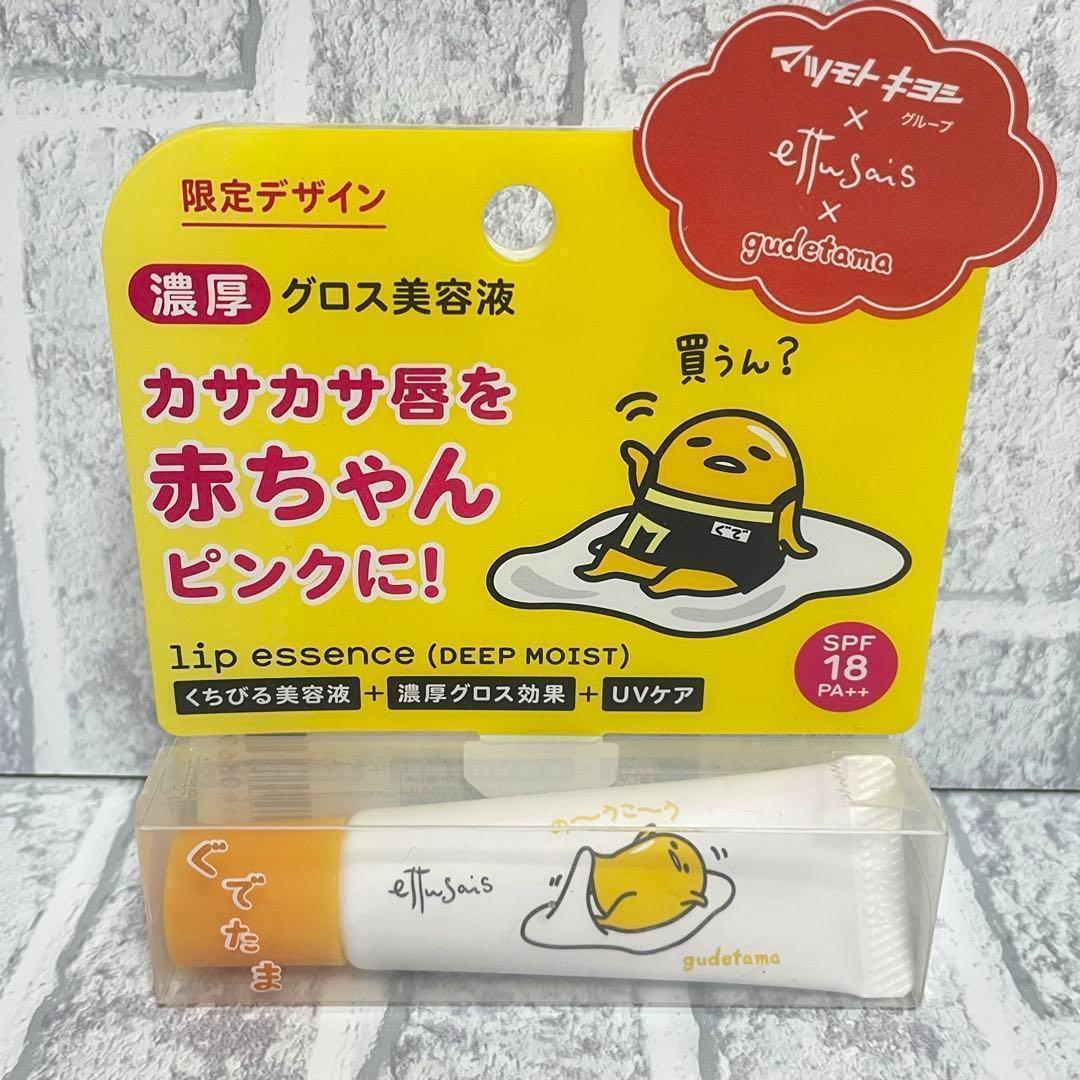 マツモトキヨシ
グループ
×
ettusais
×
gudetama
限定デザイン
濃厚 グロス美容液
カサカサ唇を
赤ちゃん
ピンクに!
買うん?
ぐで
lip essence (DEEP MOIST)
くちびる美容液 + 濃厚グロス効果 + UVケア
SPF
18
PA++
の〜うこ〜う
ettusais
gudetama
ぐでたま